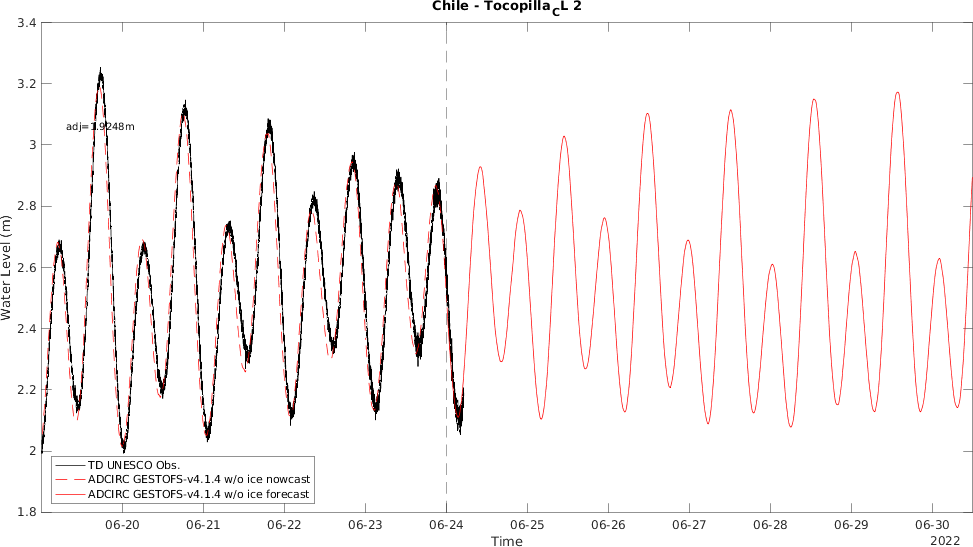 Chile - Tocopilla_CL 2
3.4
3.2
3
2.8
2.6
2.4
2.2
2
1.8
Water Level (m)
adj=1.9248m
TD UNESCO Obs.
ADCIRC GESTOFS-v4.1.4 w/o ice nowcast
ADCIRC GESTOFS-v4.1.4 w/o ice forecast
06-20 06-21 06-22 06-23 06-24 06-25 06-26 06-27 06-28 06-29 06-30
Time
2022